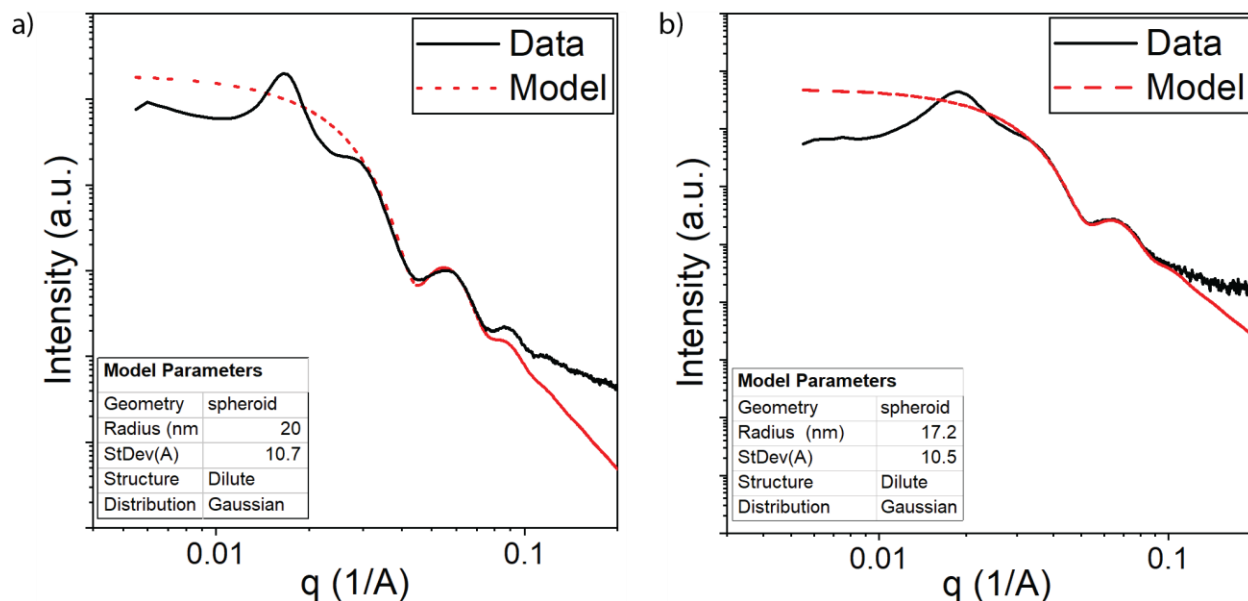 a)
Data
Model
Intensity (a.u.)
Model Parameters
Geometry spheroid
Radius (nm 20
StDev(A) 10.7
Structure Dilute
Distribution Gaussian
0.01 0.1
q (1/A)
b)
Data
Model
Intensity (a.u.)
Model Parameters
Geometry spheroid
Radius (nm) 17.2
StDev(A) 10.5
Structure Dilute
Distribution Gaussian
0.01 0.1
q (1/A)